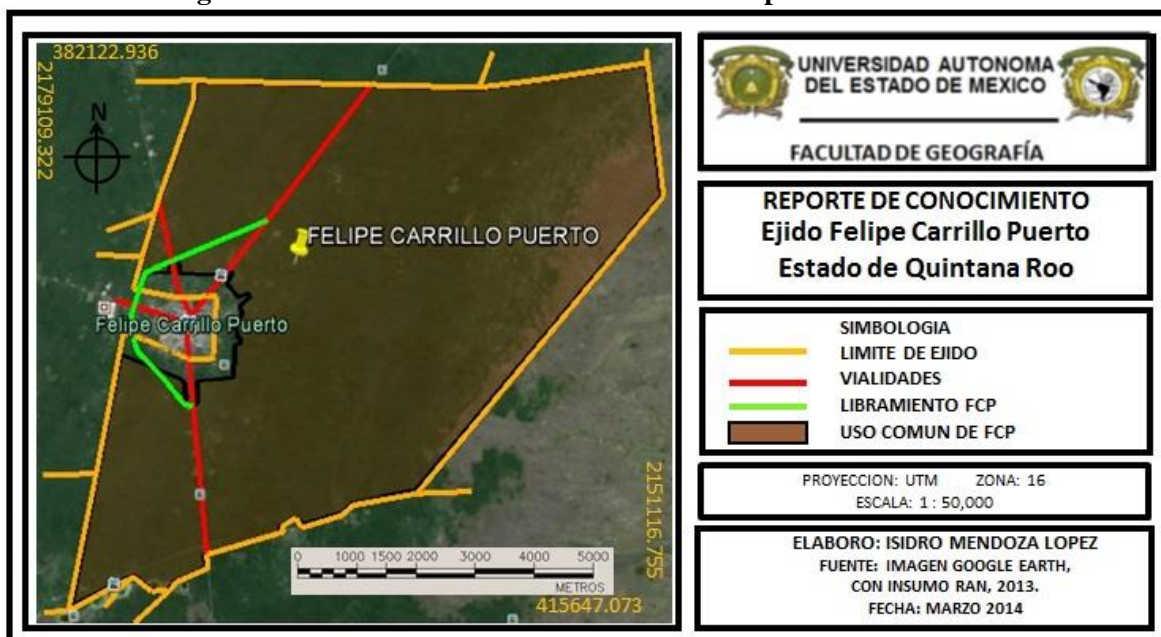 382122.936
2179109.322
N
FELIPE CARRILLO PUERTO
Felipe Carrillo Puerto
0 1000 1500 2000 3000 4000 5000
METROS
2151116.755
415647.073
UNIVERSIDAD AUTONOMA
DEL ESTADO DE MEXICO
FACULTAD DE GEOGRAFÍA
REPORTE DE CONOCIMIENTO
Ejido Felipe Carrillo Puerto
Estado de Quintana Roo
SIMBOLOGIA
LIMITE DE EJIDO
VIALIDADES
LIBRAMIENTO FCP
USO COMUN DE FCP
PROYECCION: UTM ZONA: 16
ESCALA: 1 : 50,000
ELABORO: ISIDRO MENDOZA LOPEZ
FUENTE: IMAGEN GOOGLE EARTH,
CON INSUMO RAN, 2013.
FECHA: MARZO 2014